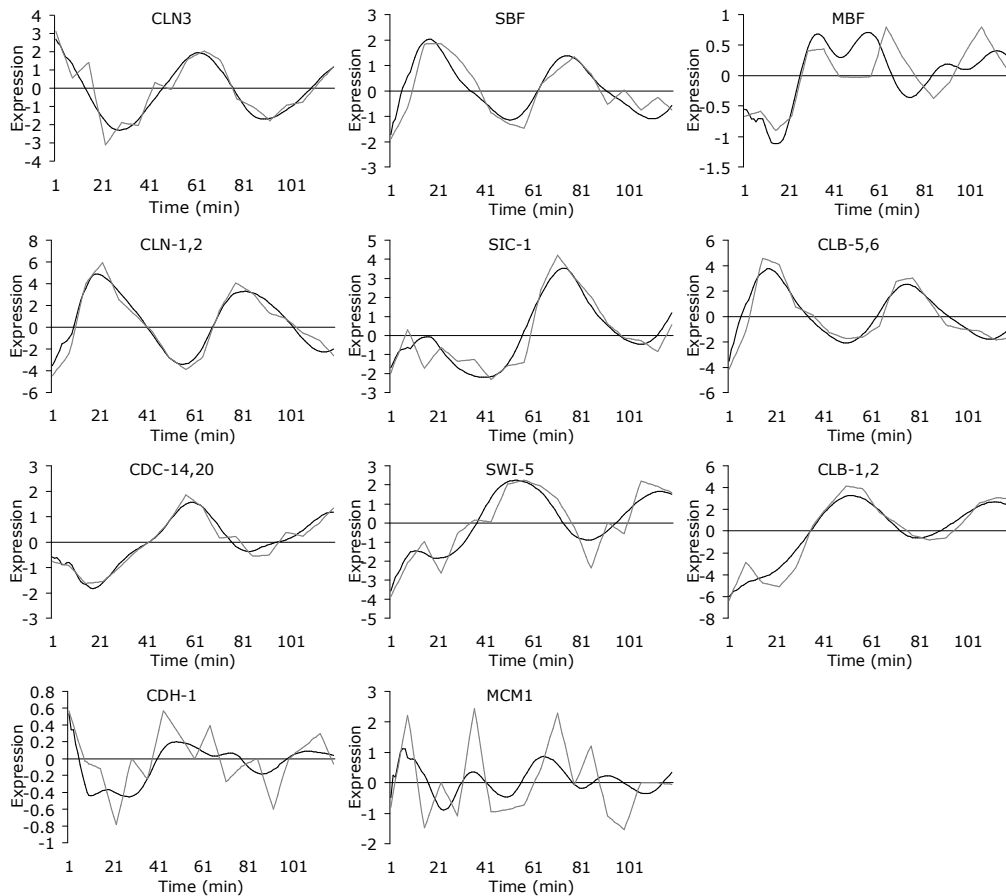 CLN3
Expression
4
3
2
1
0
-1
-2
-3
-4
1 21 41 61 81 101
Time (min)
SBF
Expression
3
2
1
0
-1
-2
-3
1 21 41 61 81 101
MBF
Expression
1
0.5
0
-0.5
-1
-1.5
1 21 41 61 81 101
CLN-1,2
Expression
8
6
4
2
0
-2
-4
-6
1 21 41 61 81 101
Time (min)
SIC-1
Expression
5
4
3
2
1
0
-1
-2
-3
1 21 41 61 81 101
Time (min)
CLB-5,6
Expression
6
4
2
0
-2
-4
-6
1 21 41 61 81 101
Time (min)
CDC-14,20
Expression
3
2
1
0
-1
-2
-3
1 21 41 61 81 101
Time (min)
SWI-5
Expression
3
2
1
0
-1
-2
-3
-4
-5
1 21 41 61 81 101
Time (min)
CLB-1,2
Expression
6
4
2
0
-2
-4
-6
-8
1 21 41 61 81 101
Time (min)
CDH-1
Expression
0.8
0.6
0.4
0.2
0
-0.2
-0.4
-0.6
-0.8
-1
1 21 41 61 81 101
Time (min)
MCM1
Expression
3
2
1
0
-1
-2
1 21 41 61 81 101
Time (min)